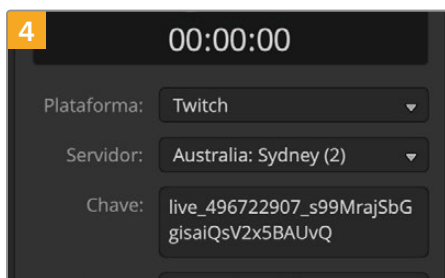 4
00:00:00
Plataforma: Twitch
Servidor: Australia: Sydney (2)
Chave: live_496722907_s99MrajSbG
gisaiQsV2x5BAUvQ